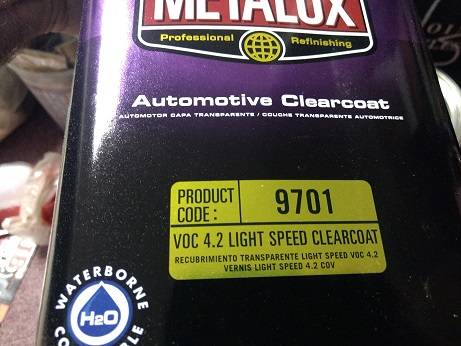 METALUX
Professional Refinishing
Automotive Clearcoat
AUTOMOTOR CAPA TRANSPARENTE / COUCHE TRANSPARENTE AUTOMOTRICE
PRODUCT CODE: 9701
VOC 4.2 LIGHT SPEED CLEARCOAT
RECUBRIMIENTO TRANSPARENTE LIGHT SPEED VOC 4.2
VERNIS LIGHT SPEED 4.2 COV
WATERBORNE
H2O